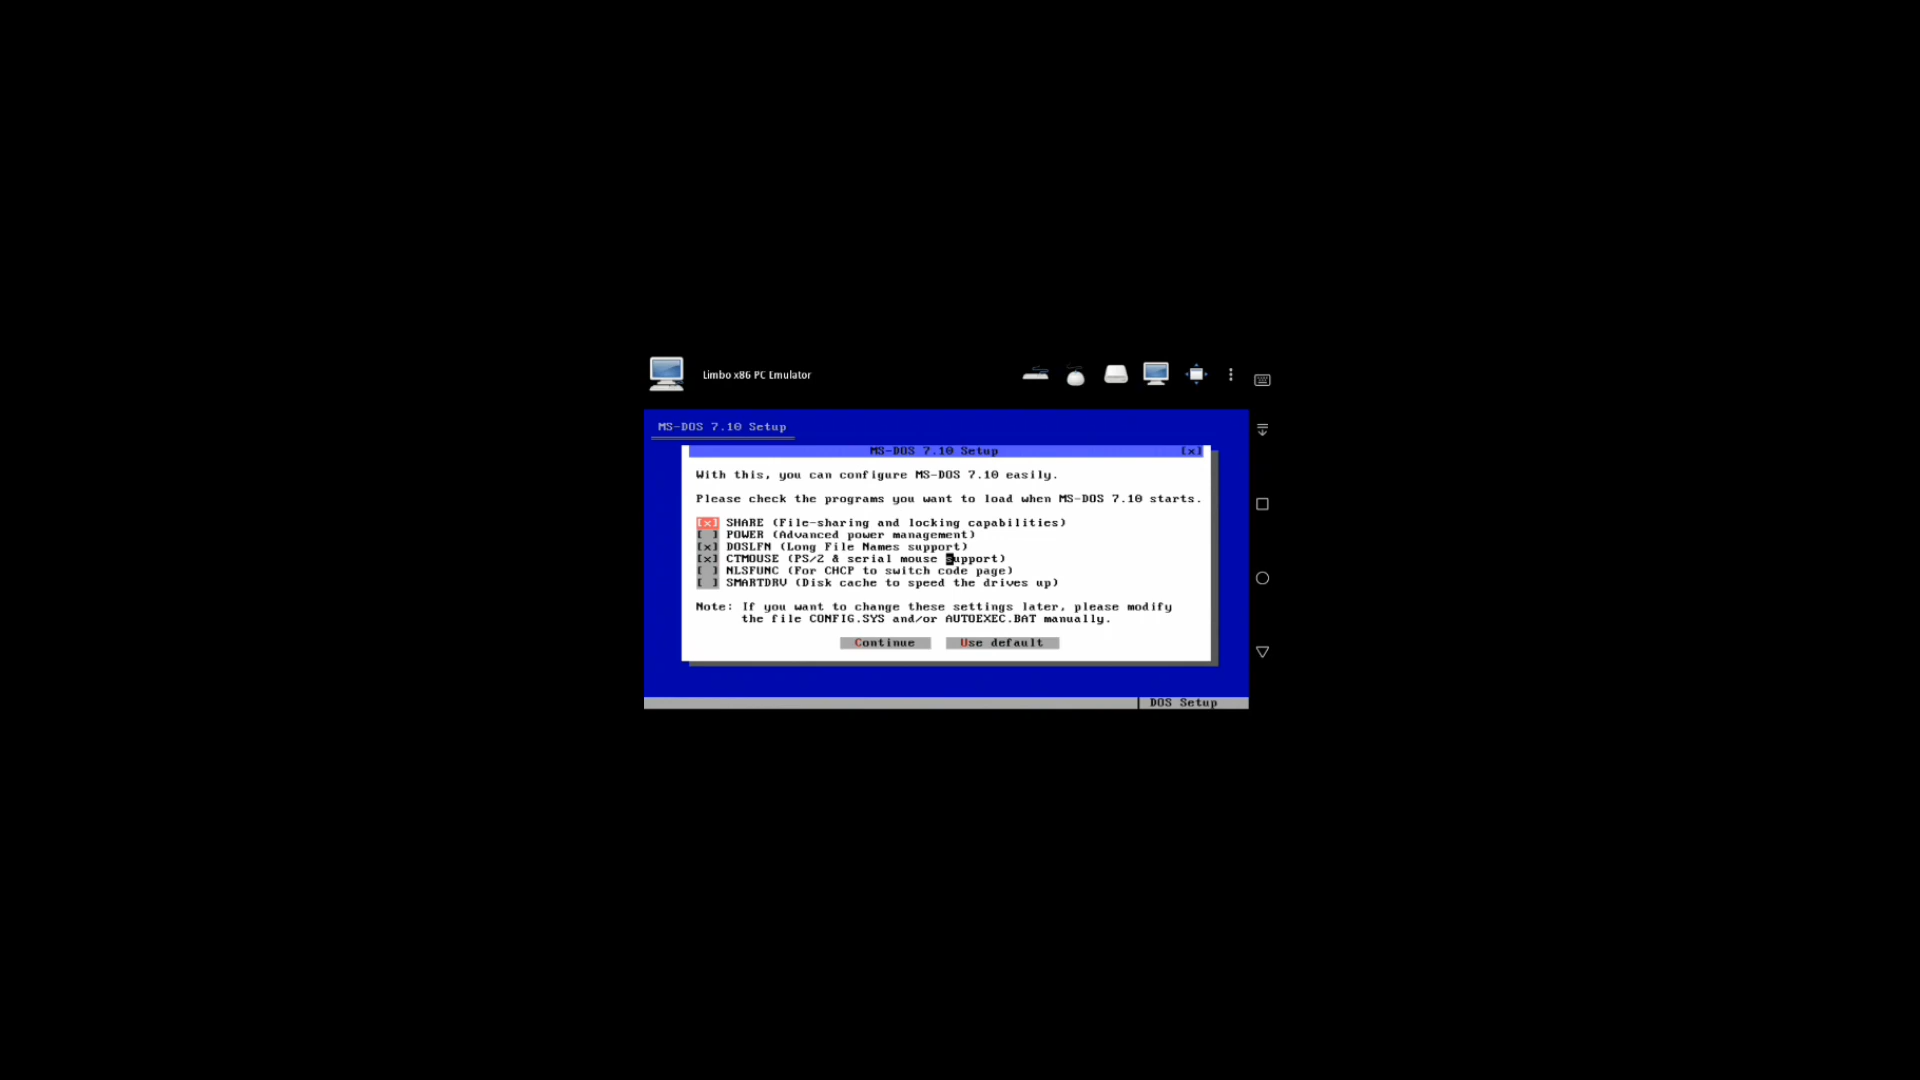 Limbo x86 PC Emulator
MS-DOS 7.10 Setup
MS-DOS 7.10 Setup [x]
With this, you can configure MS-DOS 7.10 easily.
Please check the programs you want to load when MS-DOS 7.10 starts.
[x] SHARE (File-sharing and locking capabilities)
[ ] POWER (Advanced power management)
[x] DOSLFN (Long File Names support)
[x] CTMOUSE (PS/2 & serial mouse support)
[ ] NLSFUNC (For CHCP to switch code page)
[ ] SMARTDRV (Disk cache to speed the drives up)
Note: If you want to change these settings later, please modify
the file CONFIG.SYS and/or AUTOEXEC.BAT manually.
Continue Use default
DOS Setup